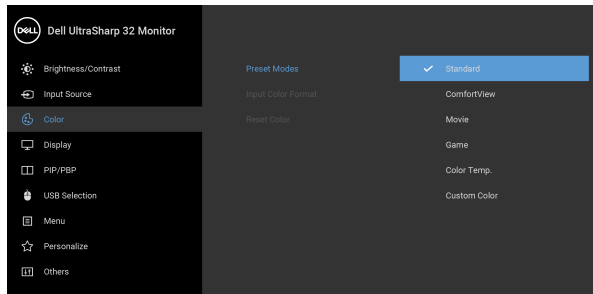 DELL
Dell UltraSharp 32 Monitor
Brightness/Contrast
Input Source
Color
Display
PIP/PBP
USB Selection
Menu
Personalize
Others
Preset Modes
Input Color Format
Reset Color
Standard
ComfortView
Movie
Game
Color Temp.
Custom Color